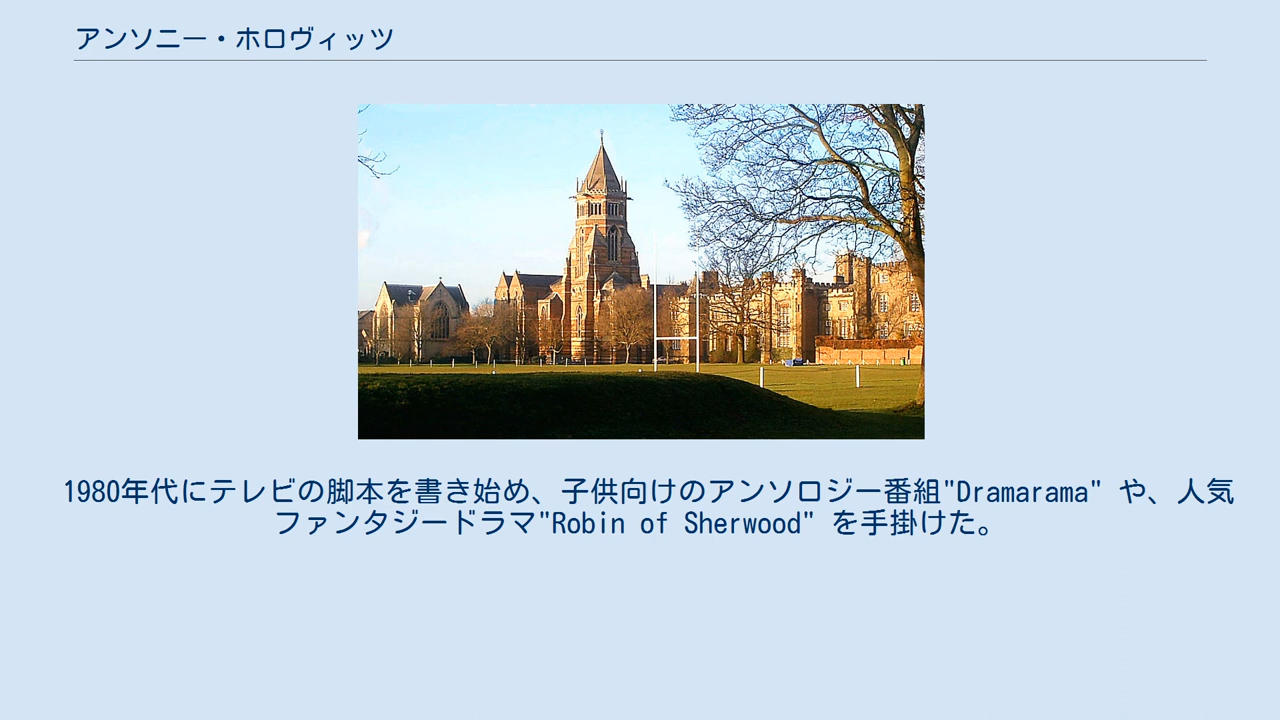 アンソニー・ホロヴィッツ
1980年代にテレビの脚本を書き始め、子供向けのアンソロジー番組"Dramarama" や、人気
ファンタジードラマ"Robin of Sherwood" を手掛けた。